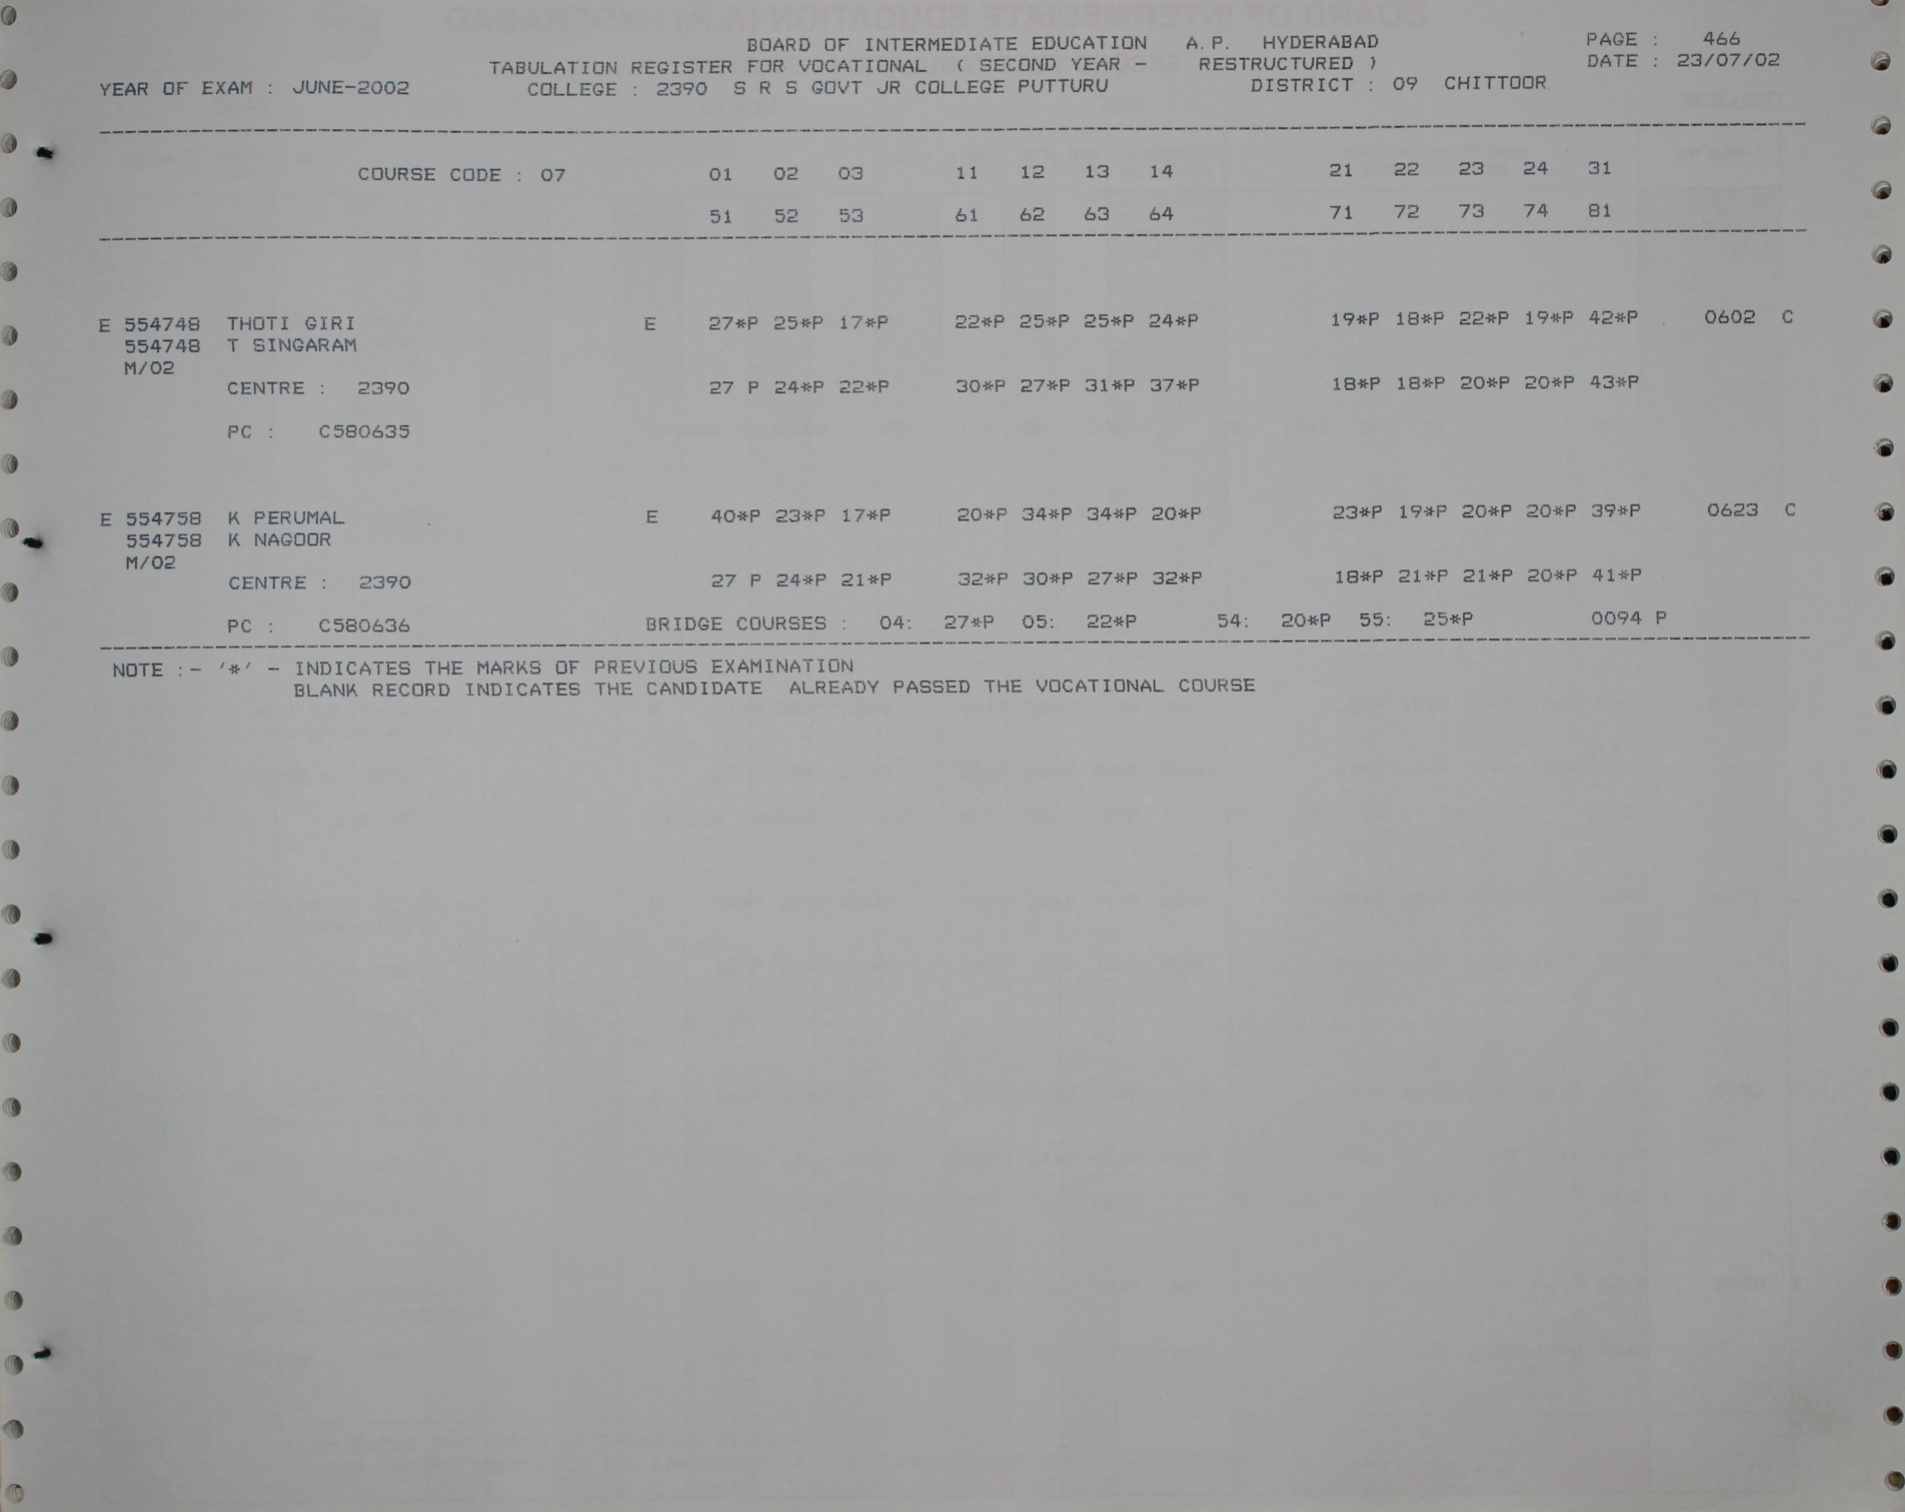 BOARD OF INTERMEDIATE EDUCATION A.P. HYDERABAD PAGE : 466
TABULATION REGISTER FOR VOCATIONAL ( SECOND YEAR - RESTRUCTURED ) DATE : 23/07/02
YEAR OF EXAM : JUNE-2002 COLLEGE : 2390 S R S GOVT JR COLLEGE PUTTURU DISTRICT : 09 CHITTOOR
COURSE CODE : 07 01 02 03 11 12 13 14 21 22 23 24 31
51 52 53 61 62 63 64 71 72 73 74 81
E 554748 THOTI GIRI E 27*P 25*P 17*P 22*P 25*P 25*P 24*P 19*P 18*P 22*P 19*P 42*P 0602 C
554748 T SINGARAM
M/02
CENTRE : 2390 27 P 24*P 22*P 30*P 27*P 31*P 37*P 18*P 18*P 20*P 20*P 43*P
PC : C580635
E 554758 K PERUMAL E 40*P 23*P 17*P 20*P 34*P 34*P 20*P 23*P 19*P 20*P 20*P 39*P 0623 C
554758 K NAGOOR
M/02
CENTRE : 2390 27 P 24*P 21*P 32*P 30*P 27*P 32*P 18*P 21*P 21*P 20*P 41*P
PC : C580636 BRIDGE COURSES : 04: 27*P 05: 22*P 54: 20*P 55: 25*P 0094 P
NOTE :- '*' - INDICATES THE MARKS OF PREVIOUS EXAMINATION
BLANK RECORD INDICATES THE CANDIDATE ALREADY PASSED THE VOCATIONAL COURSE